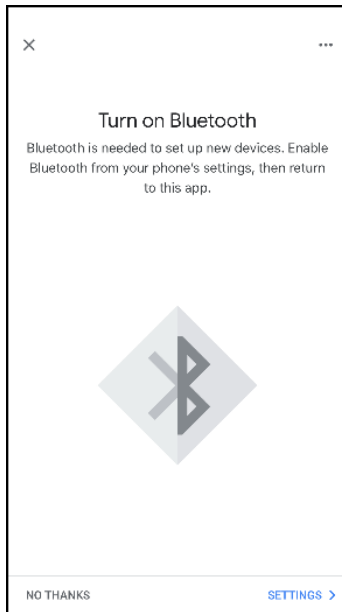 Turn on Bluetooth
Bluetooth is needed to set up new devices. Enable
Bluetooth from your phone's settings, then return
to this app.
NO THANKS
SETTINGS